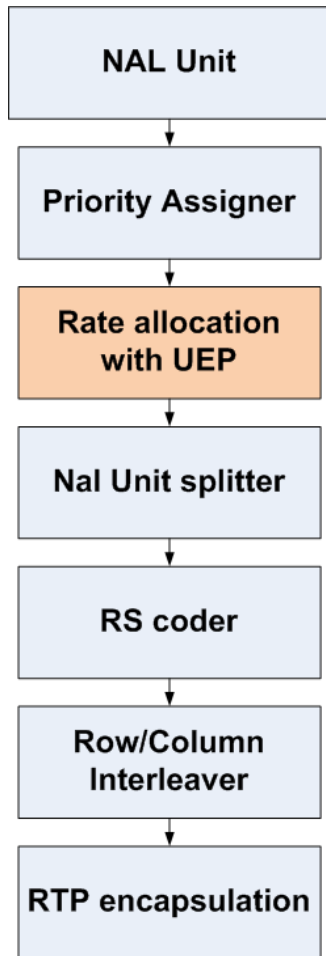 NAL Unit
Priority Assigner
Rate allocation
with UEP
Nal Unit splitter
RS coder
Row/Column
Interleaver
RTP encapsulation